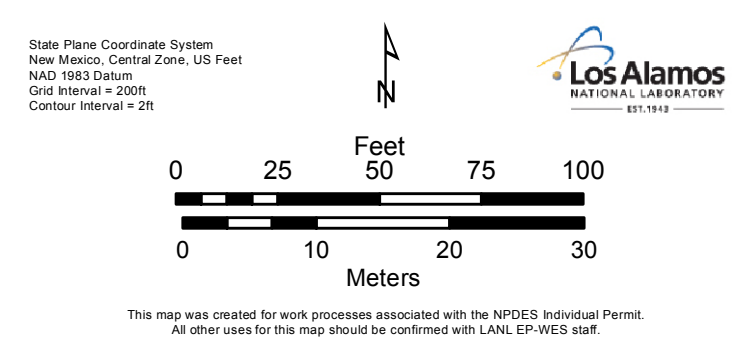 State Plane Coordinate System
New Mexico, Central Zone, US Feet
NAD 1983 Datum
Grid Interval = 200ft
Contour Interval = 2ft
N
Los Alamos
NATIONAL LABORATORY
EST.1943
Feet
0 25 50 75 100
0 10 20 30
Meters
This map was created for work processes associated with the NPDES Individual Permit.
All other uses for this map should be confirmed with LANL EP-WES staff.